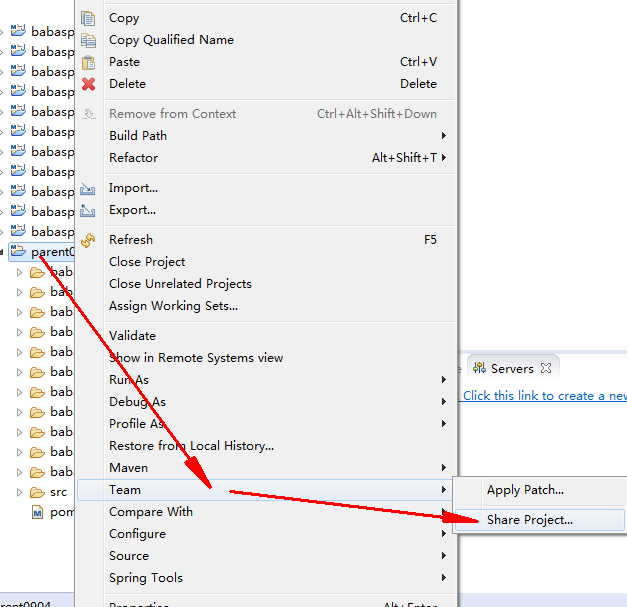 babasp
babasp
babasp
babasp
babasp
babasp
babasp
babasp
babasp
babasp
babasp
parent0
bab
bab
bab
bab
bab
bab
bab
bab
bab
bab
bab
src
pom
rent0904
Copy Ctrl+C
Copy Qualified Name
Paste Ctrl+V
Delete Delete
Remove from Context Ctrl+Alt+Shift+Down
Build Path
Refactor Alt+Shift+T
Import...
Export...
Refresh F5
Close Project
Close Unrelated Projects
Assign Working Sets...
Validate
Show in Remote Systems view
Run As
Debug As
Profile As
Restore from Local History...
Maven
Team
Compare With
Configure
Source
Spring Tools
Properties Alt+Enter
Apply Patch...
Share Project...
Servers
Click this link to create a new